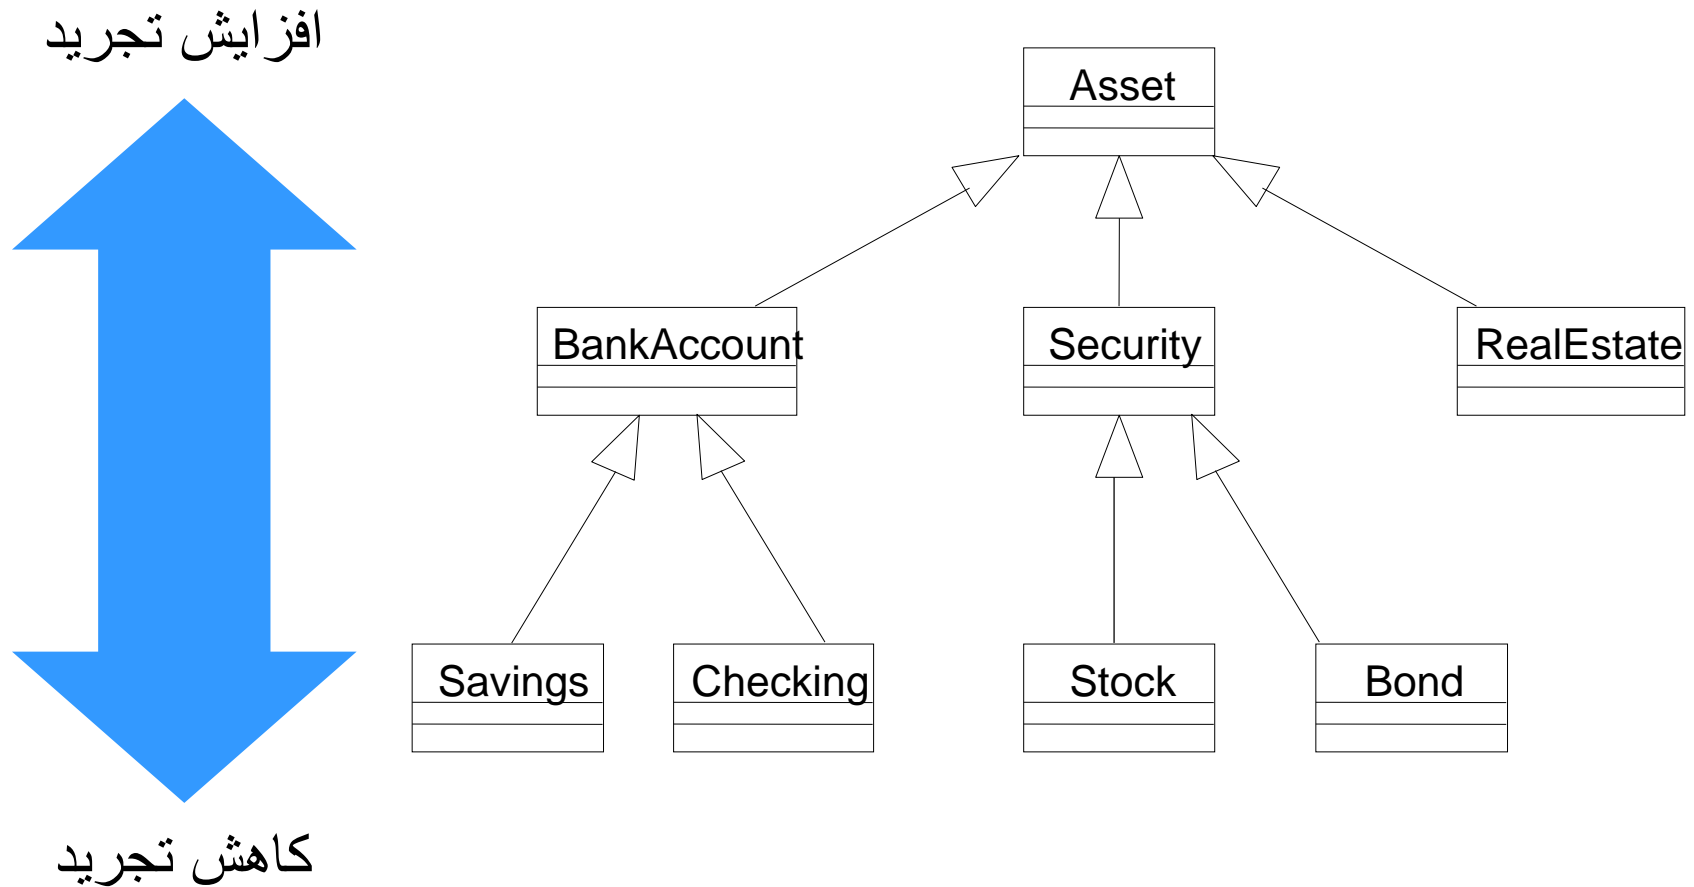 افزایش تجرید
Asset
BankAccount
Security
RealEstate
Savings
Checking
Stock
Bond
کاهش تجرید